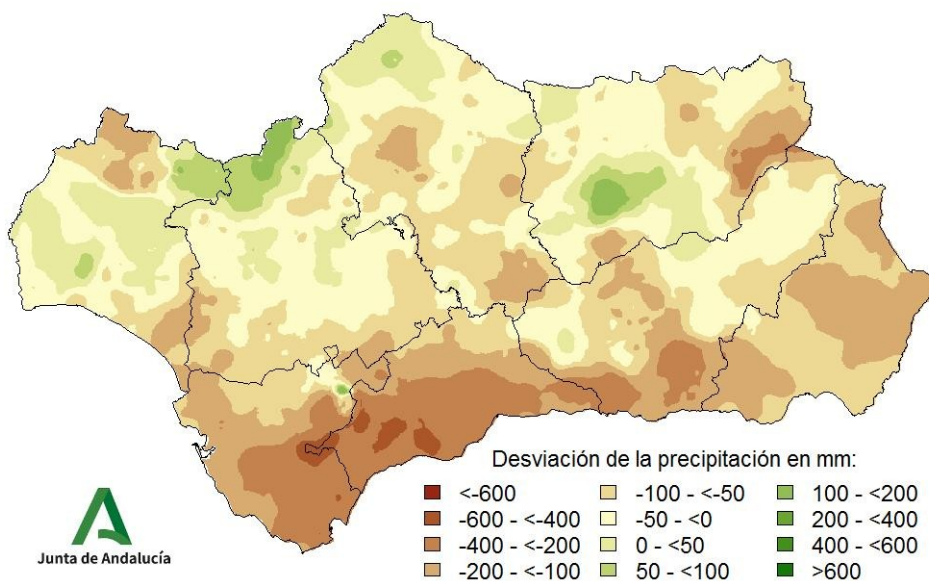 Desviación de la precipitación en mm:
<-600
-600 - <-400
-400 - <-200
-200 - <-100
-100 - <-50
-50 - <0
0 - <50
50 - <100
100 - <200
200 - <400
400 - <600
>600
Junta de Andalucía